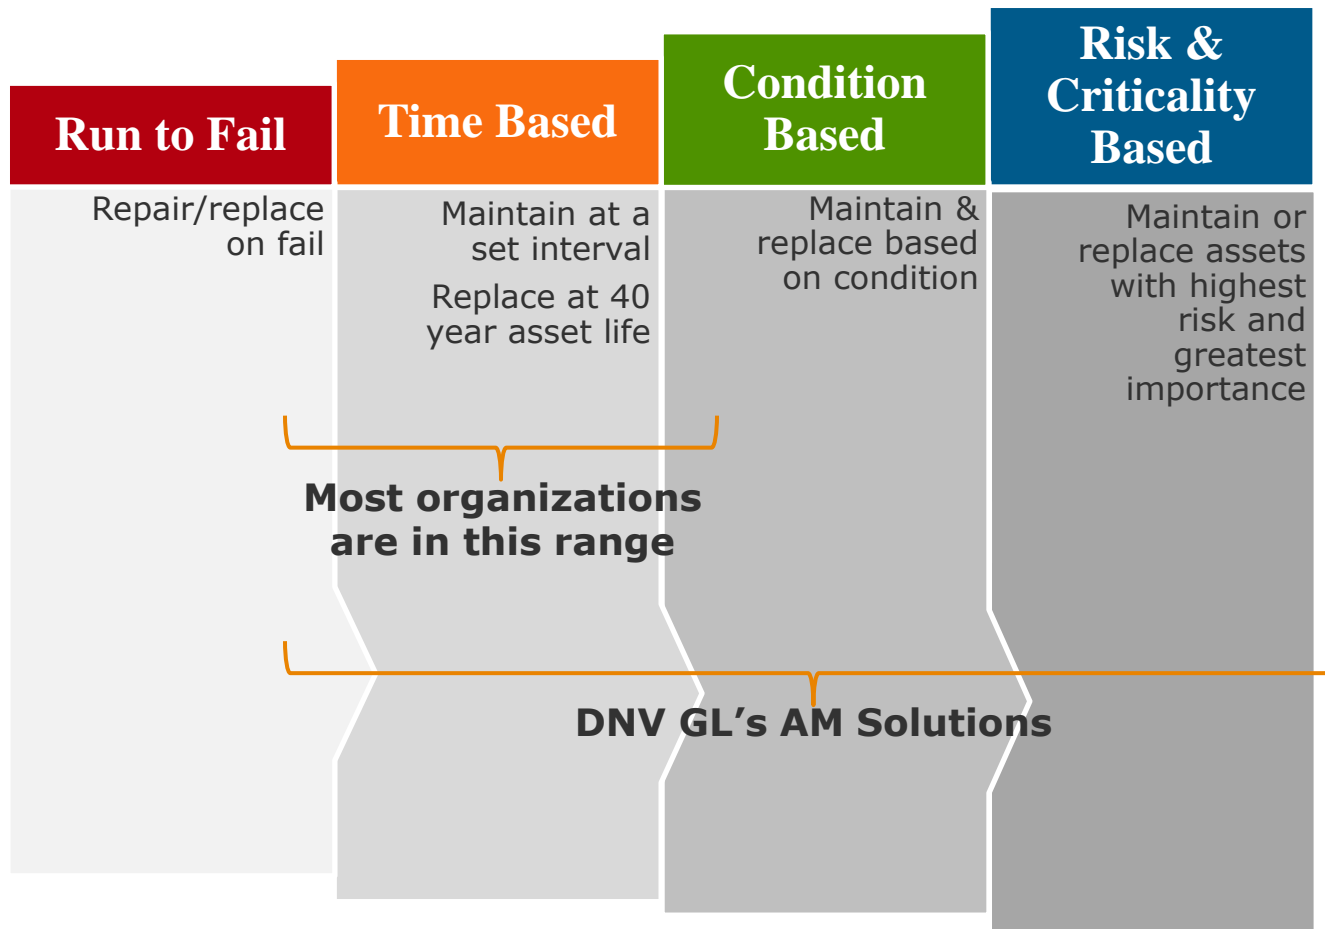 Run to Fail
Repair/replace
on fail
Time Based
Maintain at a
set interval
Replace at 40
year asset life
Condition
Based
Maintain &
replace based
on condition
Risk &
Criticality
Based
Maintain or
replace assets
with highest
risk and
greatest
importance
Most organizations
are in this range
DNV GL’s AM Solutions